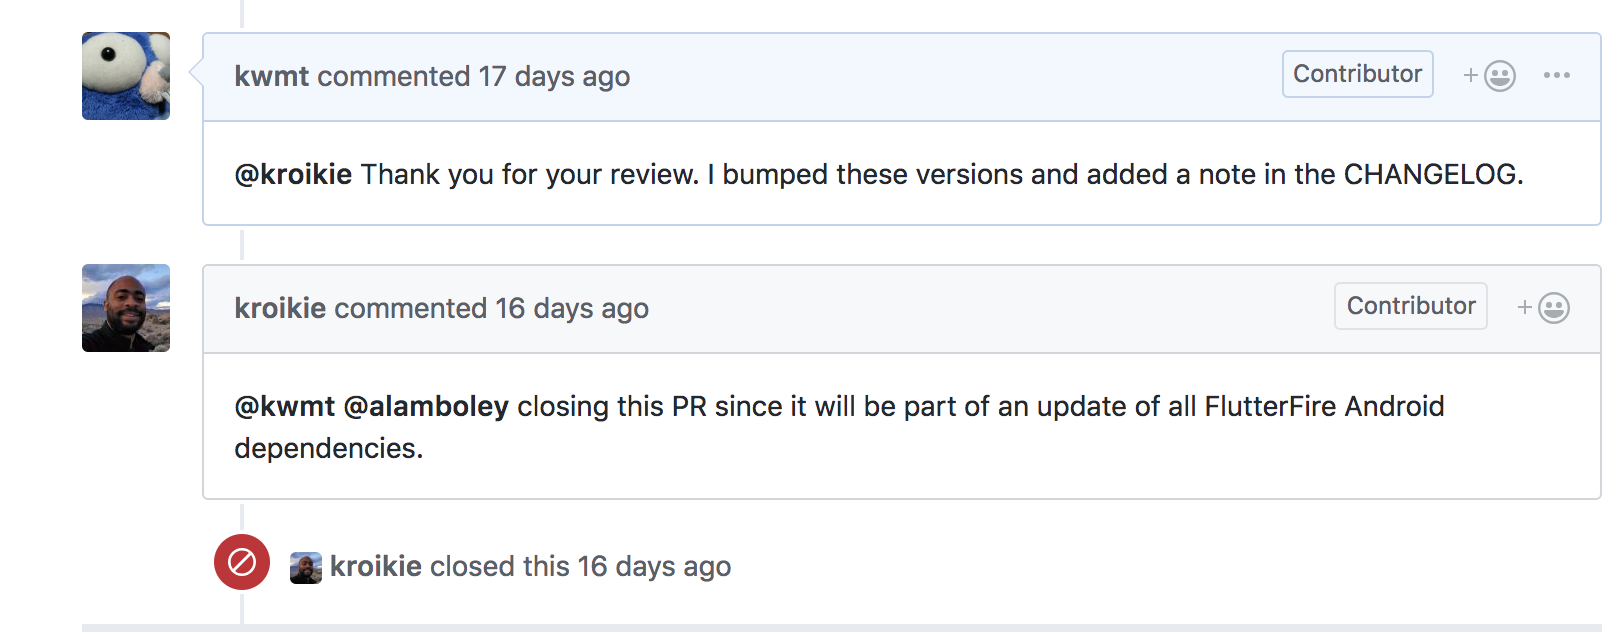 kwmt commented 17 days ago Contributor
@kroikie Thank you for your review. I bumped these versions and added a note in the CHANGELOG.
kroikie commented 16 days ago Contributor
@kwmt @alamboley closing this PR since it will be part of an update of all FlutterFire Android
dependencies.
kroikie closed this 16 days ago